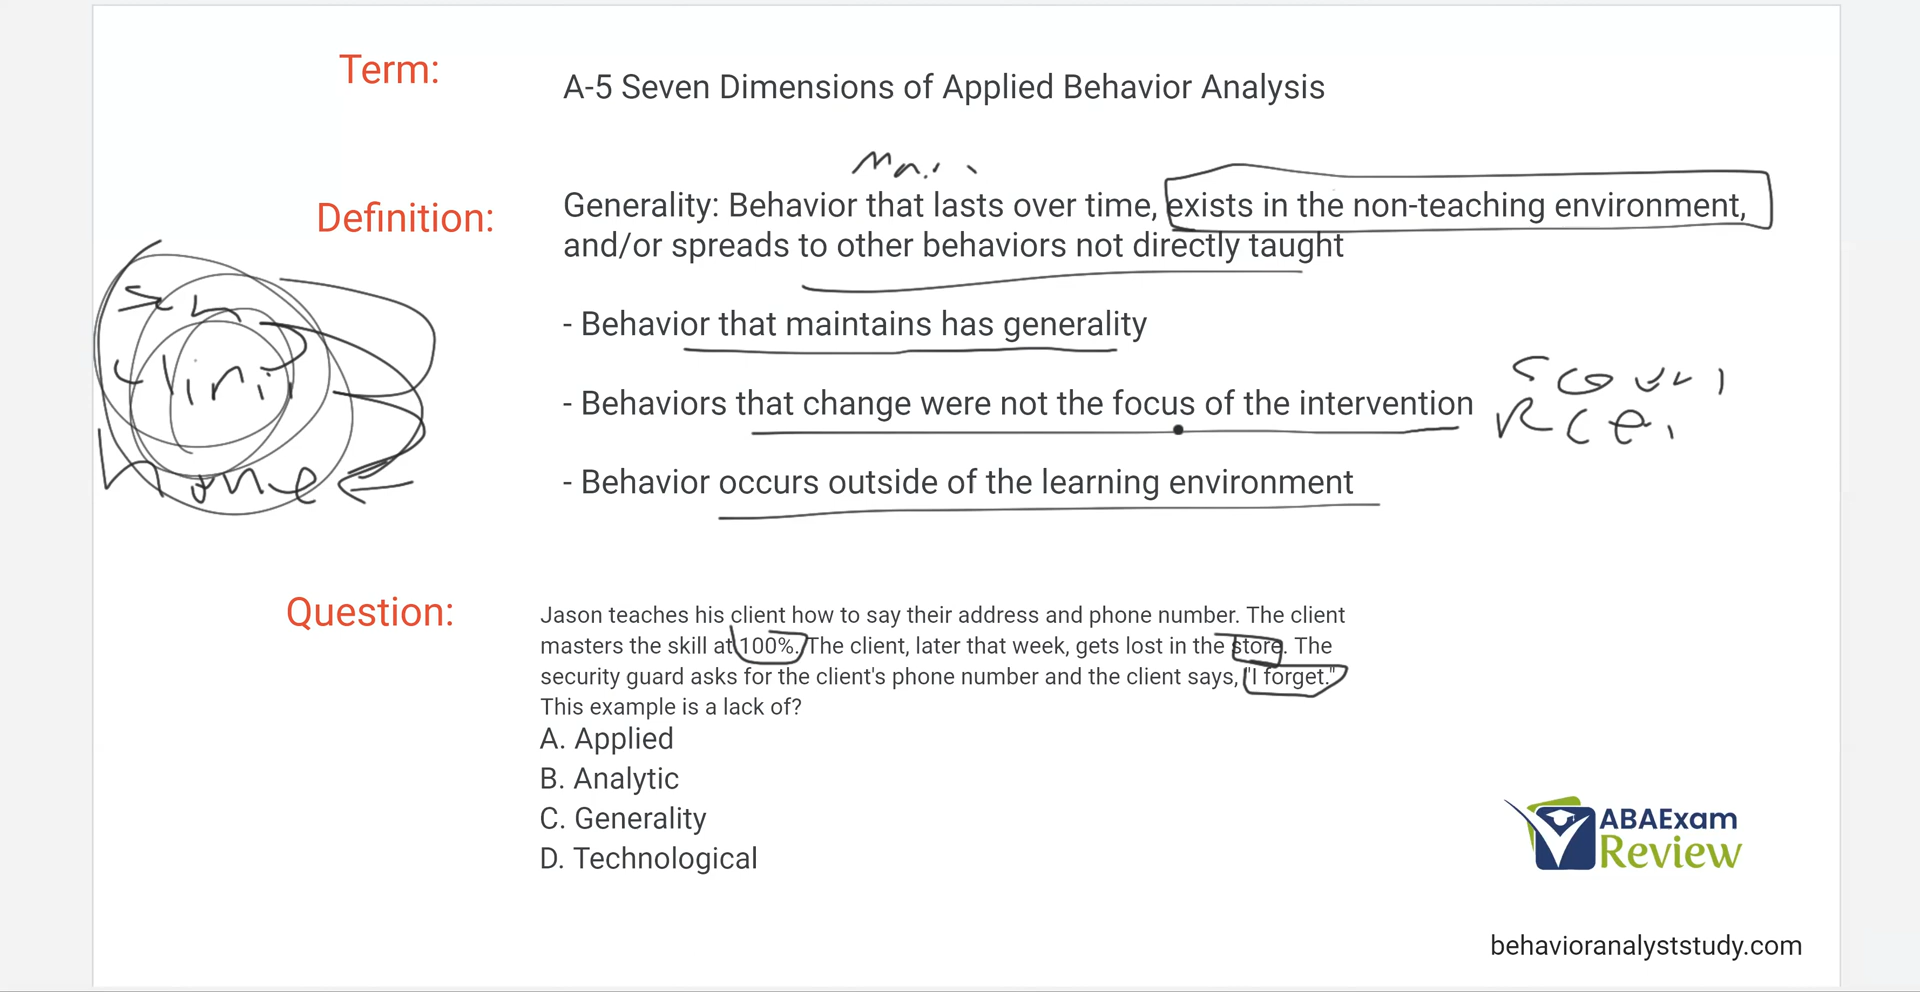 Term:
A-5 Seven Dimensions of Applied Behavior Analysis
Definition:
Generality: Behavior that lasts over time, exists in the non-teaching environment,
and/or spreads to other behaviors not directly taught
- Behavior that maintains has generality
- Behaviors that change were not the focus of the intervention
- Behavior occurs outside of the learning environment
home
Question:
Jason teaches his client how to say their address and phone number. The client
masters the skill at 100%. The client, later that week, gets lost in the store. The
security guard asks for the client's phone number and the client says, "I forget."
This example is a lack of?
A. Applied
B. Analytic
C. Generality
D. Technological
ABAExam
Review
behavioranalyststudy.com